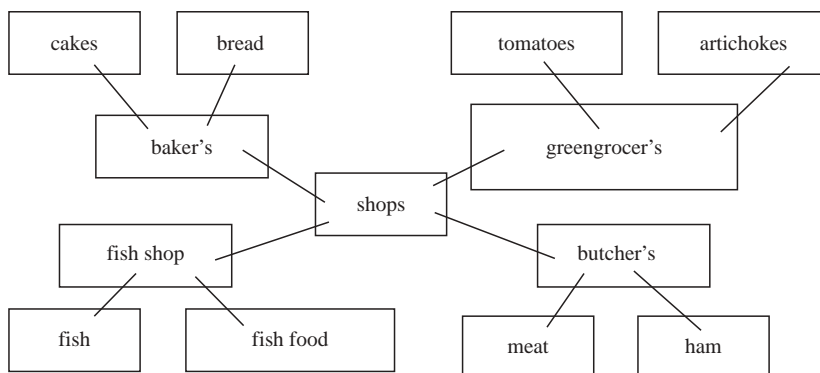 cakes
bread
tomatoes
artichokes
baker’s
greengrocer’s
shops
fish shop
butcher’s
fish
fish food
meat
ham